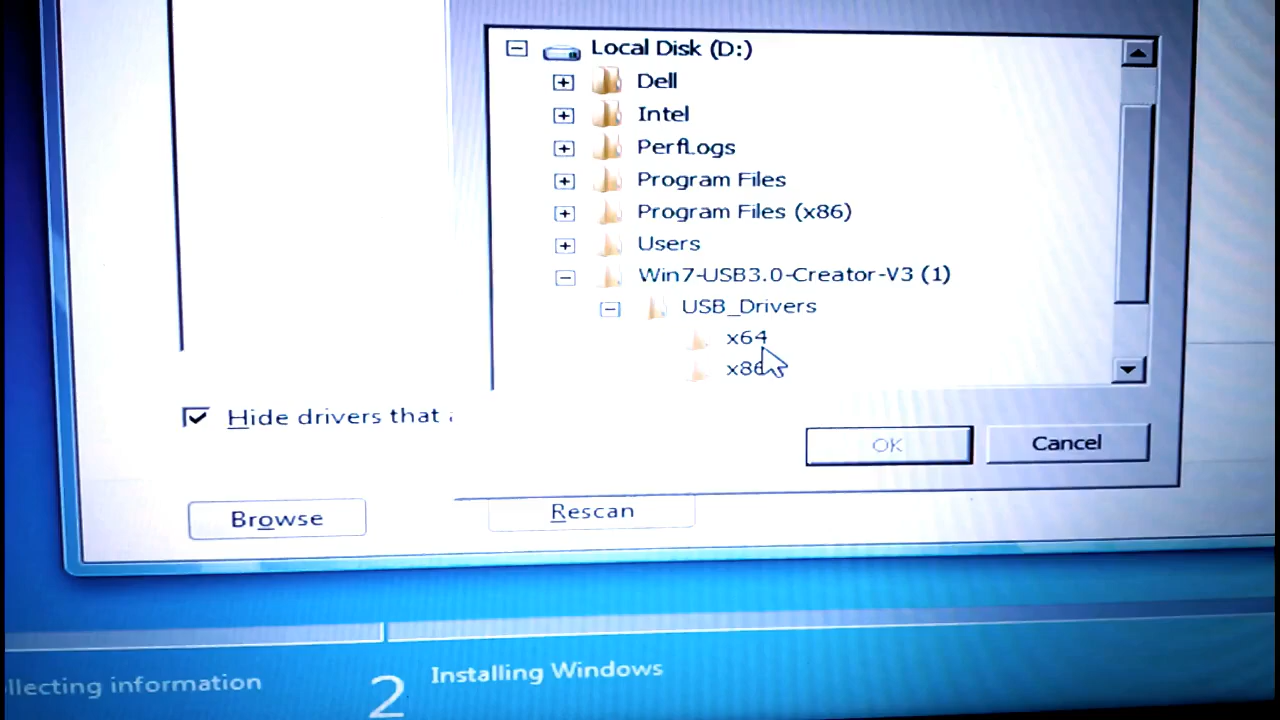 Local Disk (D:)
Dell
Intel
PerfLogs
Program Files
Program Files (x86)
Users
Win7-USB3.0-Creator-V3 (1)
USB_Drivers
x64
x86
Hide drivers that
OK
Cancel
Browse
Rescan
llecting information
2
Installing Windows